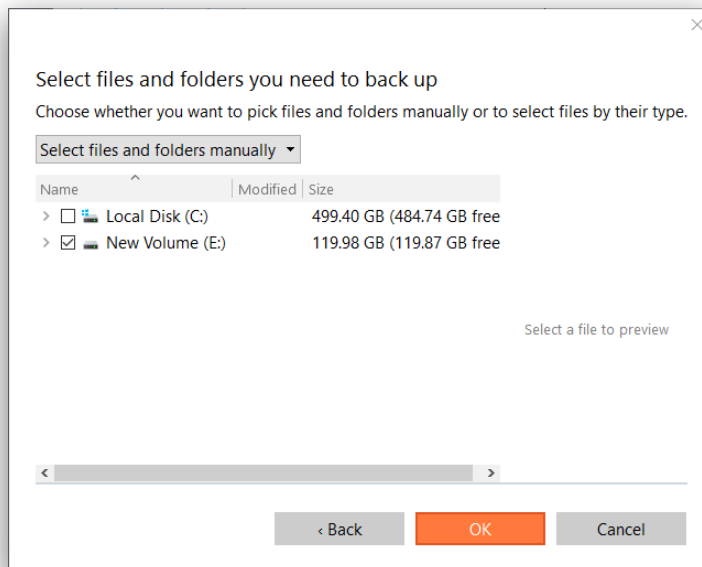 Select files and folders you need to back up
Choose whether you want to pick files and folders manually or to select files by their type.
Select files and folders manually
Name Modified Size
Local Disk (C:) 499.40 GB (484.74 GB free
New Volume (E:) 119.98 GB (119.87 GB free
Select a file to preview
‹ Back OK Cancel